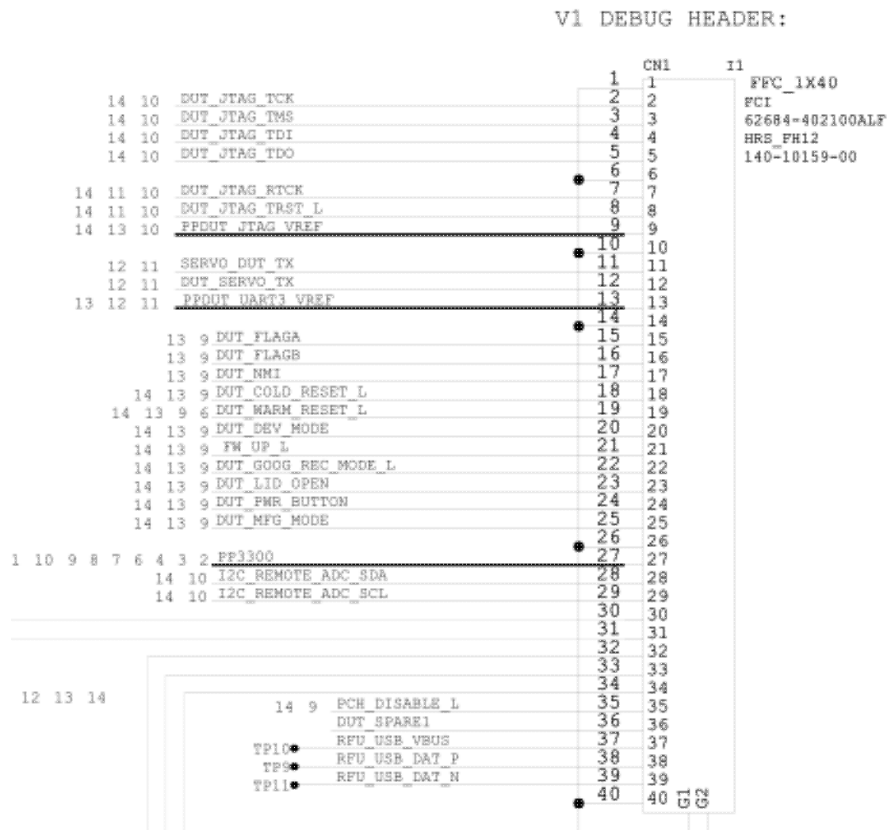 V1 DEBUG HEADER:
CN1 I1
1 1 FFC_1X40
14 10 DUT_JTAG_TCK 2 2 FCI
14 10 DUT_JTAG_TMS 3 3 62684-402100ALF
14 10 DUT_JTAG_TDI 4 4 HRS_FH12
14 10 DUT_JTAG_TDO 5 5 140-10159-00
6 6
14 11 10 DUT_JTAG_RTCK 7 7
14 11 10 DUT_JTAG_TRST_L 8 8
14 13 10 PPDUT_JTAG_VREF 9 9
10 10
12 11 SERVO_DUT_TX 11 11
12 11 DUT_SERVO_TX 12 12
13 12 11 PPDUT_UART3_VREF 13 13
14 14
13 9 DUT_FLAGA 15 15
13 9 DUT_FLAGB 16 16
13 9 DUT_NMI 17 17
14 13 9 DUT_COLD_RESET_L 18 18
14 13 9 6 DUT_WARM_RESET_L 19 19
14 13 9 DUT_DEV_MODE 20 20
14 13 9 FW_UP_L 21 21
14 13 9 DUT_GOOG_REC_MODE_L 22 22
14 13 9 DUT_LID_OPEN 23 23
14 13 9 DUT_PWR_BUTTON 24 24
14 13 9 DUT_MFG_MODE 25 25
26 26
1 10 9 8 7 6 4 3 2 PP3300 27 27
14 10 I2C_REMOTE_ADC_SDA 28 28
14 10 I2C_REMOTE_ADC_SCL 29 29
30 30
31 31
32 32
33 33
34 34
12 13 14
14 9 PCH_DISABLE_L 35 35
DUT_SPARE1 36 36
TP10 RFU_USB_VBUS 37 37
TP9 RFU_USB_DAT_P 38 38
TP11 RFU_USB_DAT_N 39 39
40 40 G1 G2